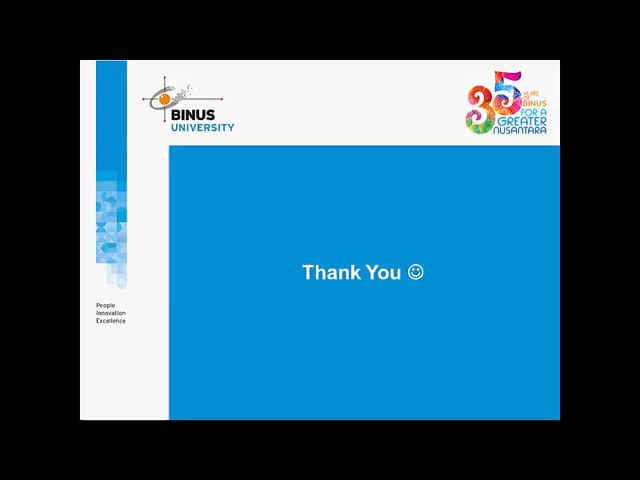 BINUS
UNIVERSITY
35
YEARS
OF
BINUS
FOR A
GREATER
NUSANTARA
Thank You ☺
People
Innovation
Excellence